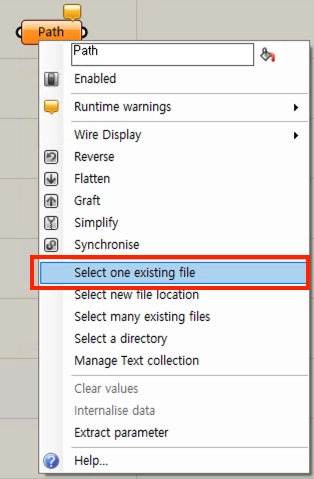 Path
Path
Enabled
Runtime warnings
Wire Display
Reverse
Flatten
Graft
Simplify
Synchronise
Select one existing file
Select new file location
Select many existing files
Select a directory
Manage Text collection
Clear values
Internalise data
Extract parameter
Help...